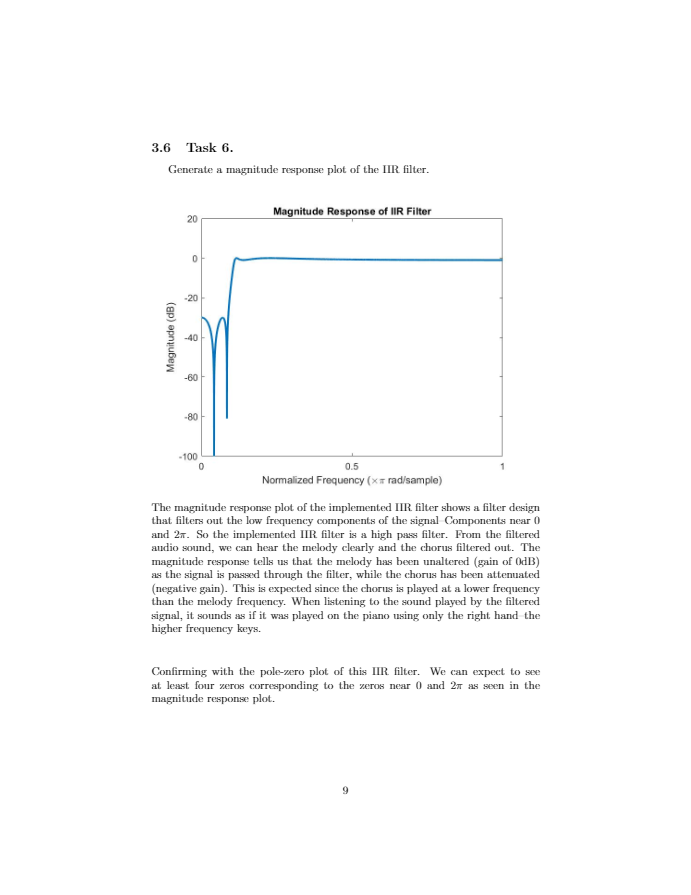 3.6 Task 6.
Generate a magnitude response plot of the IIR filter.
Magnitude Response of IIR Filter
20
0
-20
-40
-60
-80
-100
Magnitude (dB)
0 0.5 1
Normalized Frequency (×π rad/sample)
The magnitude response plot of the implemented IIR filter shows a filter design
that filters out the low frequency components of the signal–Components near 0
and 2π. So the implemented IIR filter is a high pass filter. From the filtered
audio sound, we can hear the melody clearly and the chorus filtered out. The
magnitude response tells us that the melody has been unaltered (gain of 0dB)
as the signal is passed through the filter, while the chorus has been attenuated
(negative gain). This is expected since the chorus is played at a lower frequency
than the melody frequency. When listening to the sound played by the filtered
signal, it sounds as if it was played on the piano using only the right hand–the
higher frequency keys.
Confirming with the pole-zero plot of this IIR filter. We can expect to see
at least four zeros corresponding to the zeros near 0 and 2π as seen in the
magnitude response plot.
9